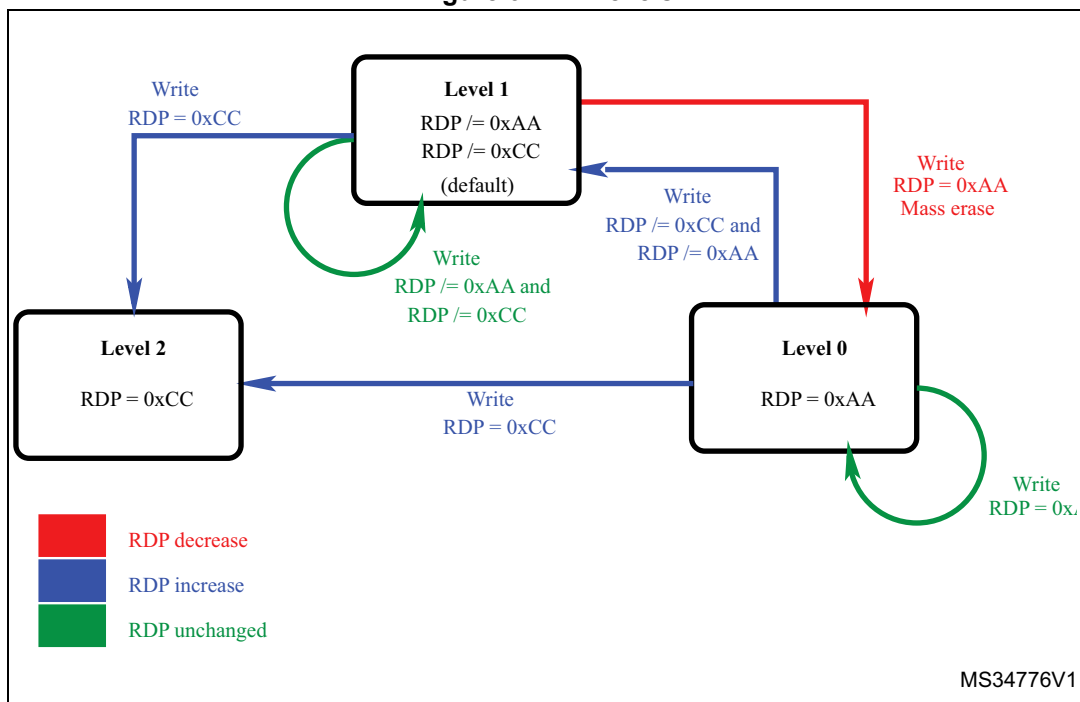 Level 1
RDP /= 0xAA
RDP /= 0xCC
(default)
Write
RDP = 0xCC
Write
RDP = 0xAA
Mass erase
Write
RDP /= 0xCC and
RDP /= 0xAA
Write
RDP /= 0xAA and
RDP /= 0xCC
Level 2
RDP = 0xCC
Level 0
RDP = 0xAA
Write
RDP = 0xCC
Write
RDP =
RDP decrease
RDP increase
RDP unchanged
MS34776V1